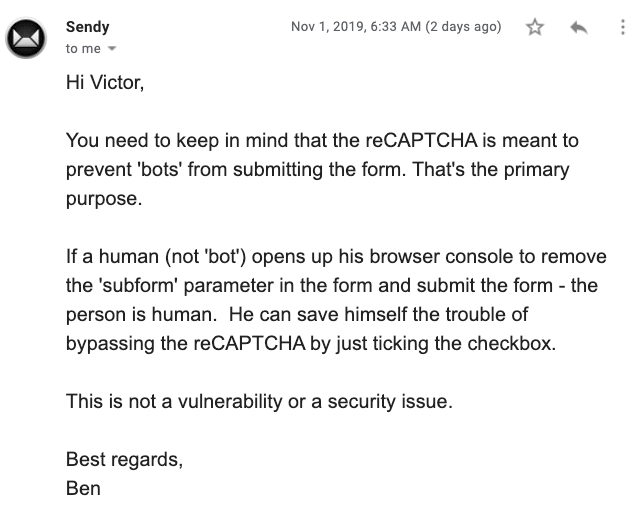 Sendy
Nov 1, 2019, 6:33 AM (2 days ago)
to me
Hi Victor,
You need to keep in mind that the reCAPTCHA is meant to
prevent 'bots' from submitting the form. That's the primary
purpose.
If a human (not 'bot') opens up his browser console to remove
the 'subform' parameter in the form and submit the form - the
person is human.  He can save himself the trouble of
bypassing the reCAPTCHA by just ticking the checkbox.
This is not a vulnerability or a security issue.
Best regards,
Ben